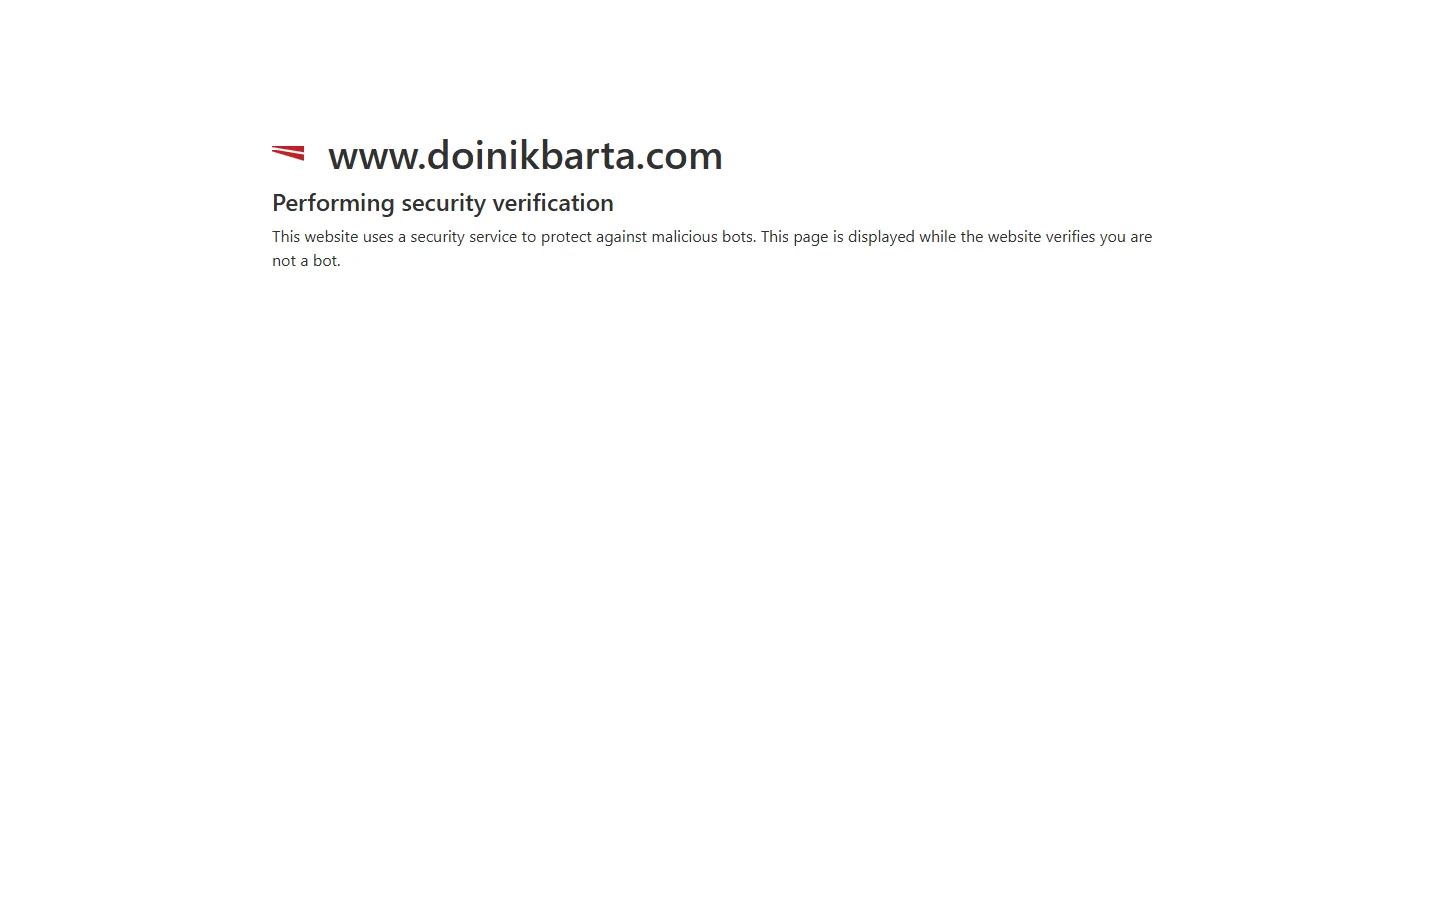 www.doinikbarta.com
Performing security verification
This website uses a security service to protect against malicious bots. This page is displayed while the website verifies you are
not a bot.